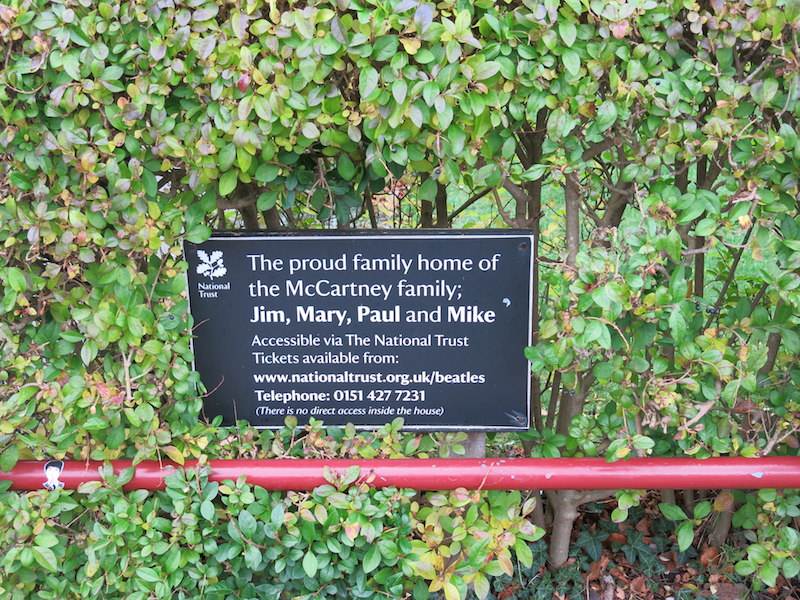 National
Trust
The proud family home of
the McCartney family;
Jim, Mary, Paul and Mike
Accessible via The National Trust
Tickets available from:
www.nationaltrust.org.uk/beatles
Telephone: 0151 427 7231
(There is no direct access inside the house)